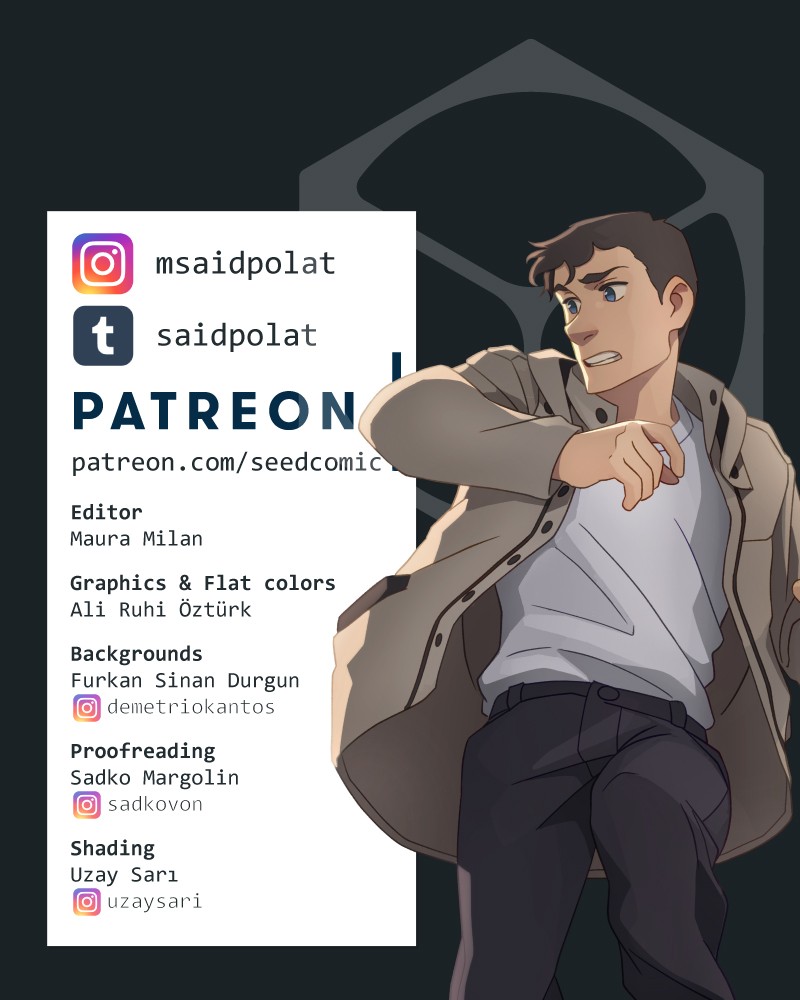 msaidpolat
saidpolat
PATREON
patreon.com/seedcomic
Editor
Maura Milan
Graphics & Flat colors
Ali Ruhi Öztürk
Backgrounds
Furkan Sinan Durgun
demetriokantos
Proofreading
Sadko Margolin
sadkovon
Shading
Uzay Sarı
uzaysari